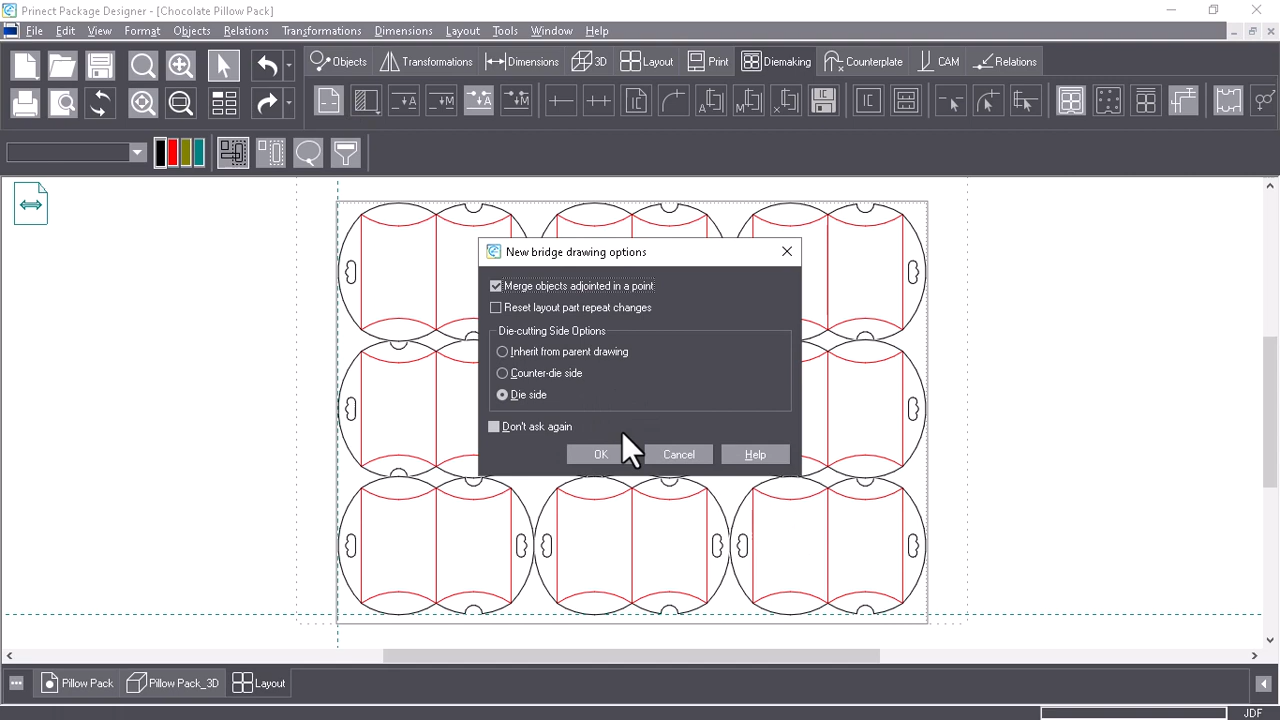 Prinect Package Designer - [Chocolate Pillow Pack]
File Edit View Format Objects Relations Transformations Dimensions Layout Tools Window Help
Objects Transformations Dimensions 3D Layout Print Diemaking Counterplate CAM Relations
A M A M IC A M x IC
New bridge drawing options
Merge objects adjointed in a point
Reset layout part repeat changes
Die-cutting Side Options
Inherit from parent drawing
Counter-die side
Die side
Don't ask again
OK Cancel Help
Pillow Pack Pillow Pack_3D Layout
JDF